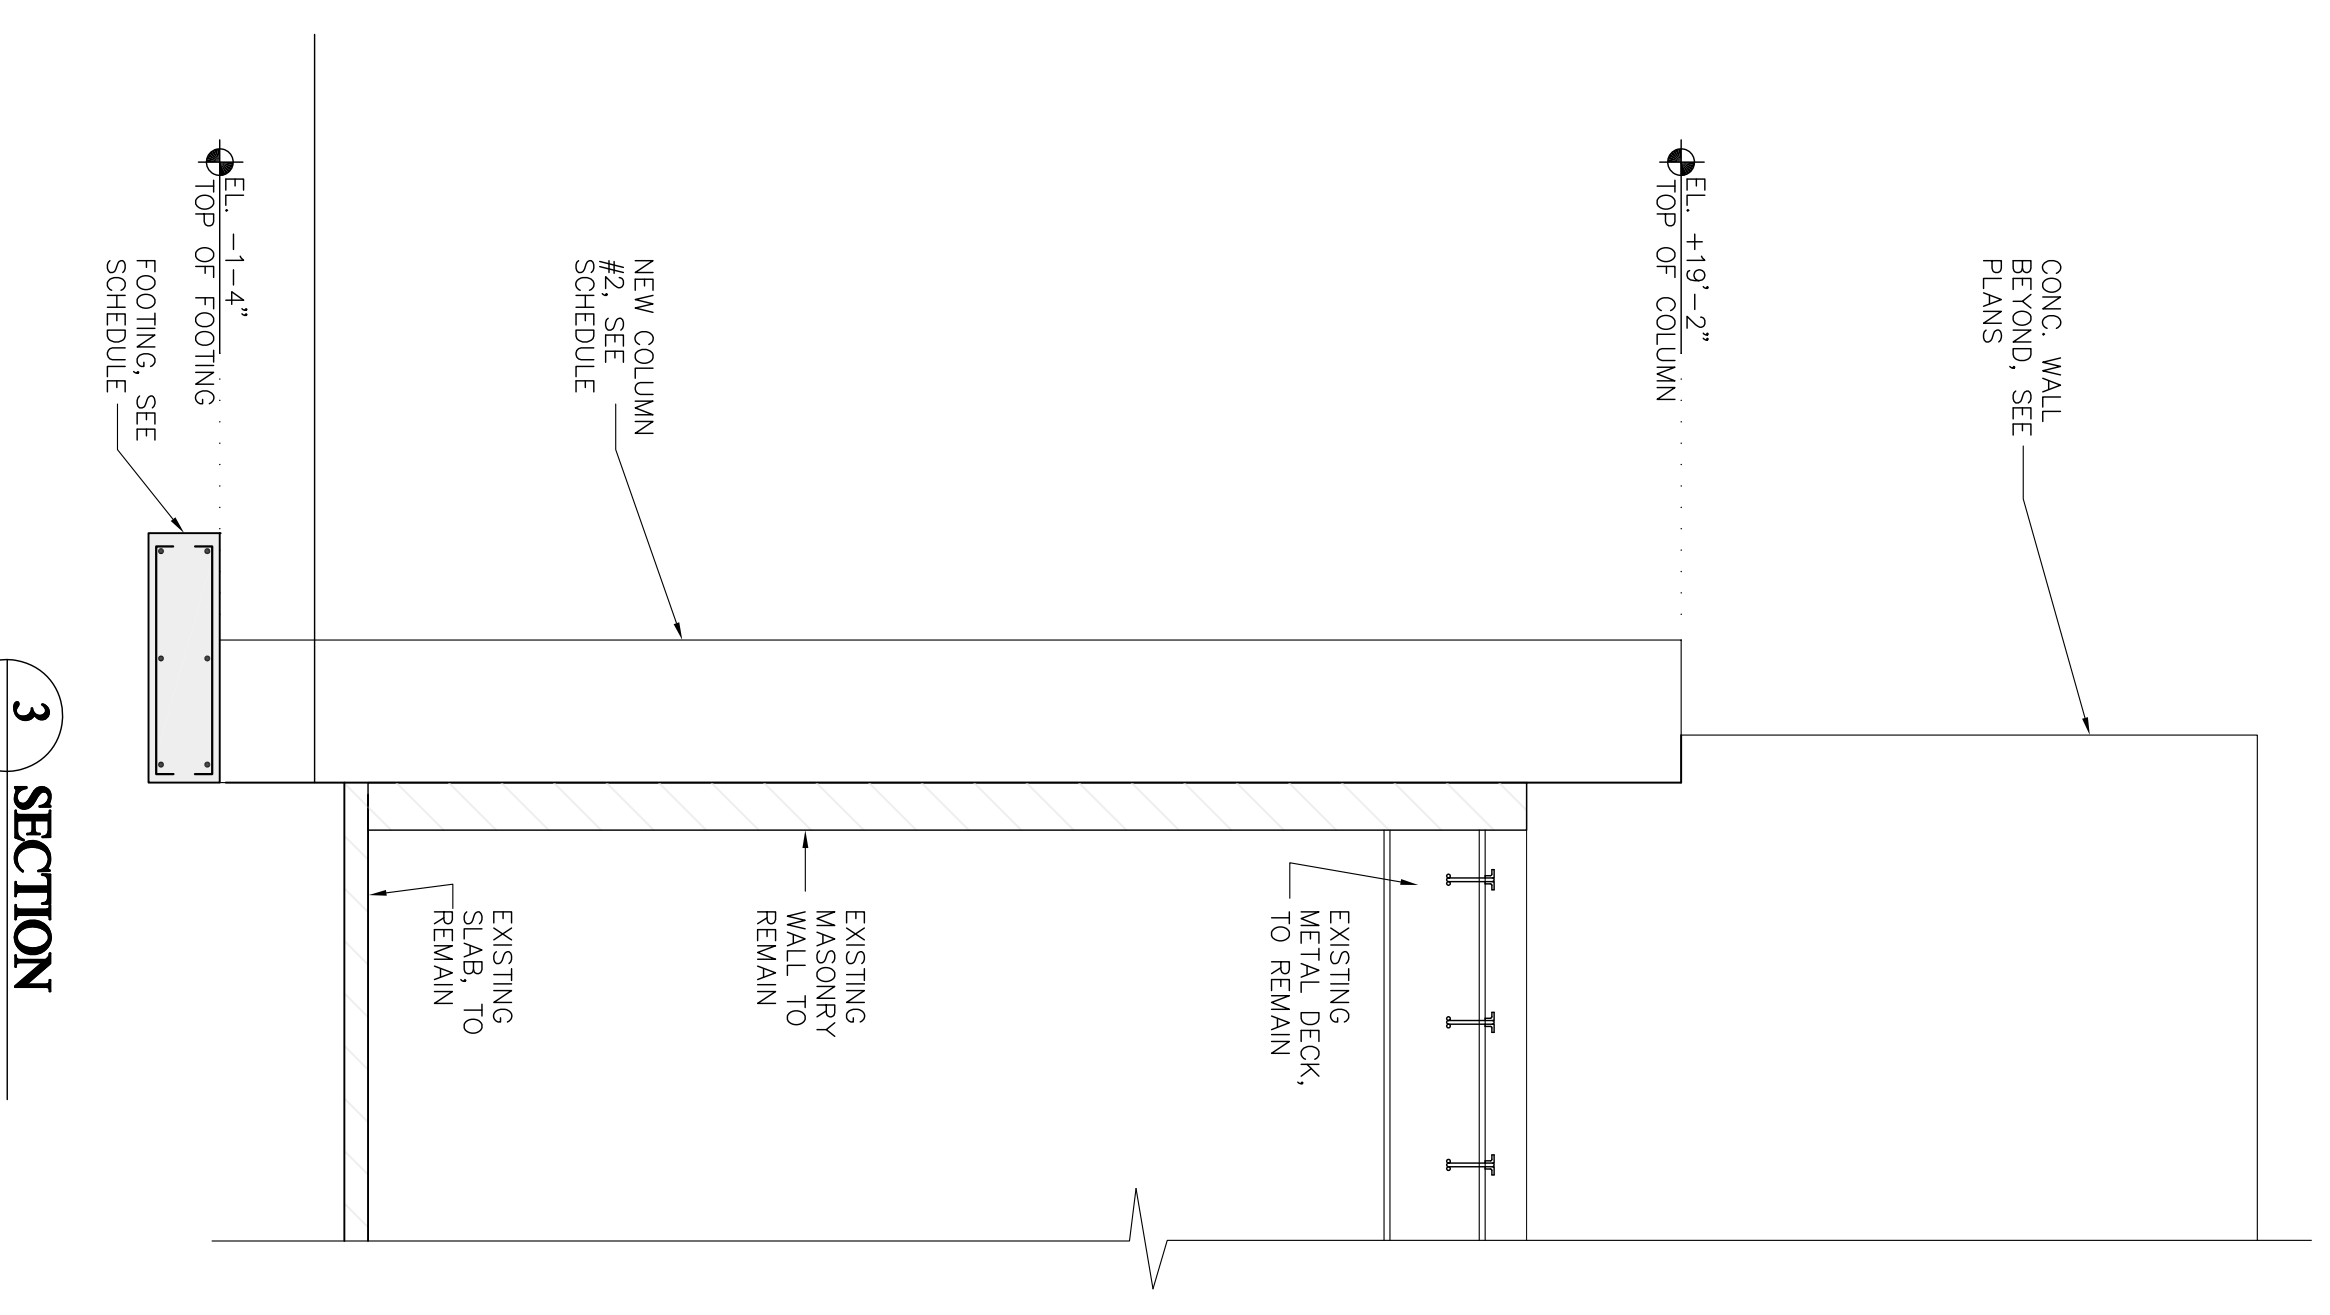 CONC. WALL
BEYOND, SEE
PLANS
EL. +19'-2"
TOP OF COLUMN
NEW COLUMN
#2, SEE
SCHEDULE
EL. -1-4"
TOP OF FOOTING
FOOTING, SEE
SCHEDULE
EXISTING
METAL DECK,
TO REMAIN
EXISTING
MASONRY
WALL TO
REMAIN
EXISTING
SLAB, TO
REMAIN
3 SECTION